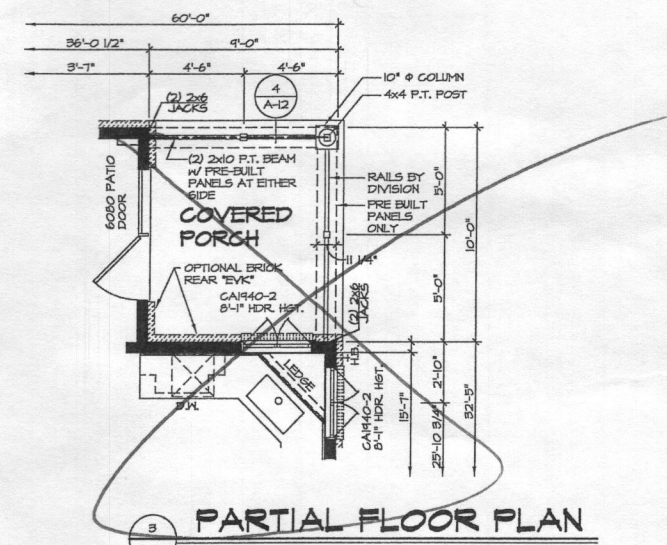 60'-0"
36'-0 1/2"
9'-0"
3'-7"
4'-6"
4'-6"
4
A-12
10" Φ COLUMN
4x4 P.T. POST
(2) 2x6
JACKS
(2) 2x10 P.T. BEAM
W/ PRE-BUILT
PANELS AT EITHER
SIDE
RAILS BY
DIVISION
PRE BUILT
PANELS
ONLY
5'-0"
10'-0"
6080 PATIO
DOOR
COVERED
PORCH
11 1/4"
OPTIONAL BRICK
REAR "EVK"
CA1940-2
8'-1" HDR. HGT.
(2) 2x6
JACKS
5'-0"
H.B.
LEDGE
D.W.
CA1940-2
8'-1" HDR. HGT.
15'-7"
2'-10"
25'-10 3/4"
32'-5"
3
PARTIAL FLOOR PLAN